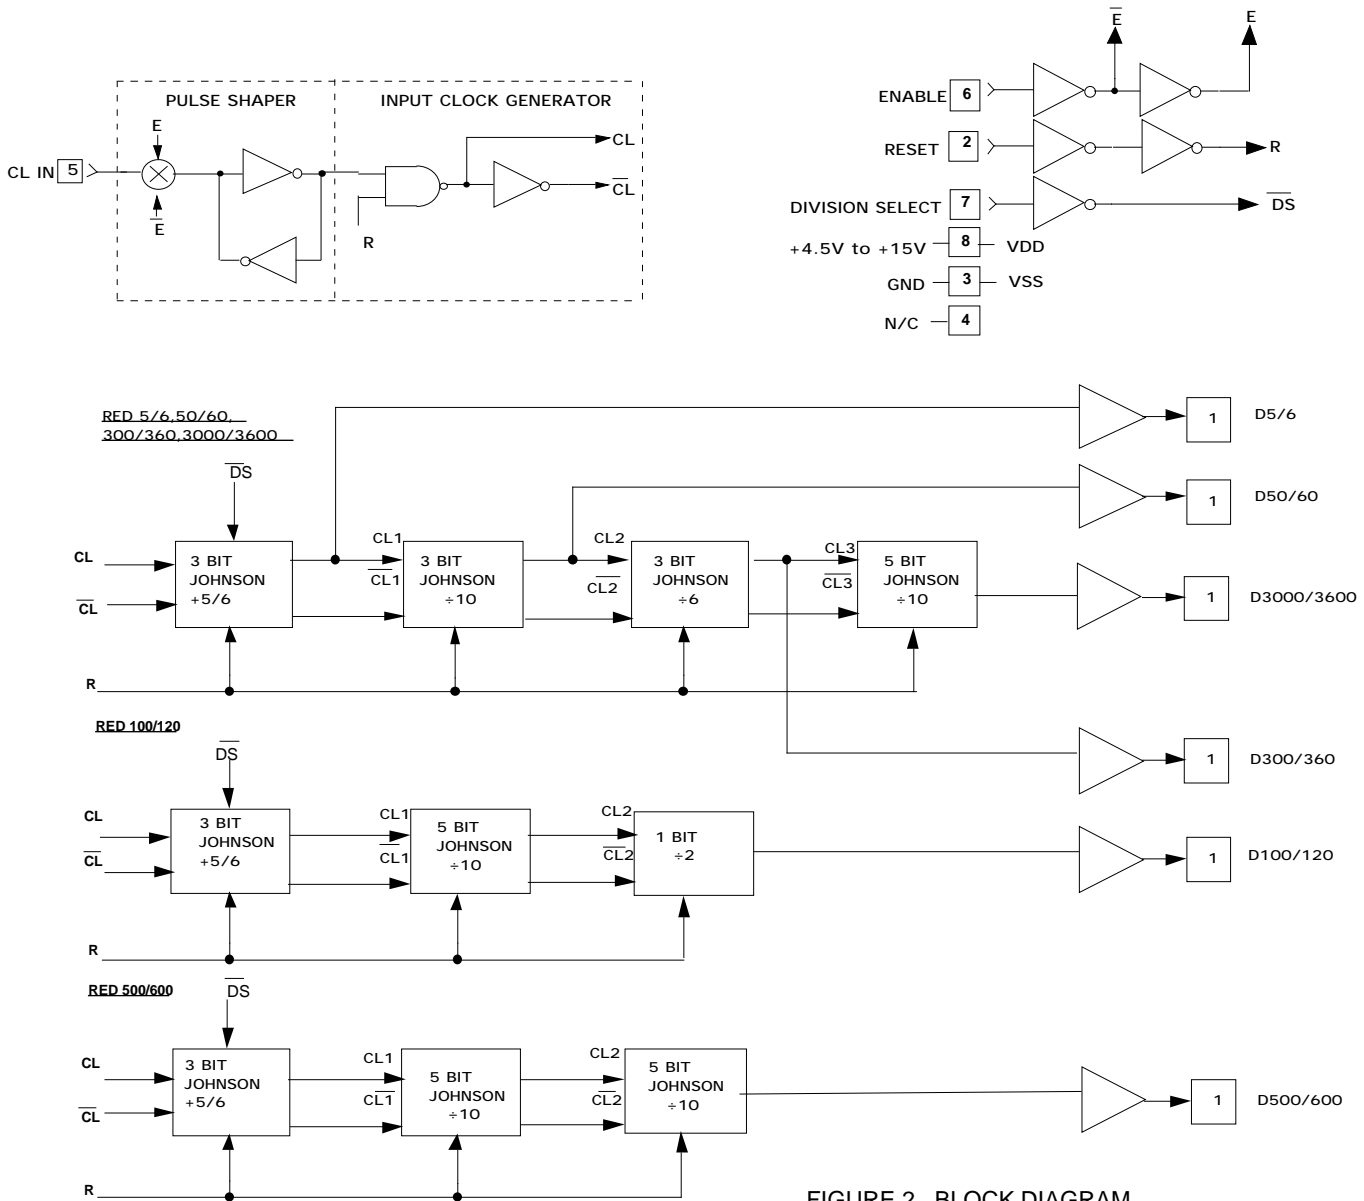 PULSE SHAPER
INPUT CLOCK GENERATOR
E
CL IN 5
E
R
CL
CL
E
E
ENABLE 6
RESET 2
R
DIVISION SELECT 7
DS
+4.5V to +15V 8 VDD
GND 3 VSS
N/C 4
RED 5/6,50/60,
300/360,3000/3600
DS
CL
CL
3 BIT
JOHNSON
+5/6
CL1
CL1
3 BIT
JOHNSON
÷10
CL2
CL2
3 BIT
JOHNSON
÷6
CL3
CL3
5 BIT
JOHNSON
÷10
R
1 D5/6
1 D50/60
1 D3000/3600
1 D300/360
RED 100/120
DS
CL
CL
3 BIT
JOHNSON
+5/6
CL1
CL1
5 BIT
JOHNSON
÷10
CL2
CL2
1 BIT
÷2
R
1 D100/120
RED 500/600
DS
CL
CL
3 BIT
JOHNSON
+5/6
CL1
CL1
5 BIT
JOHNSON
÷10
CL2
CL2
5 BIT
JOHNSON
÷10
R
1 D500/600
FIGURE 2. BLOCK DIAGRAM